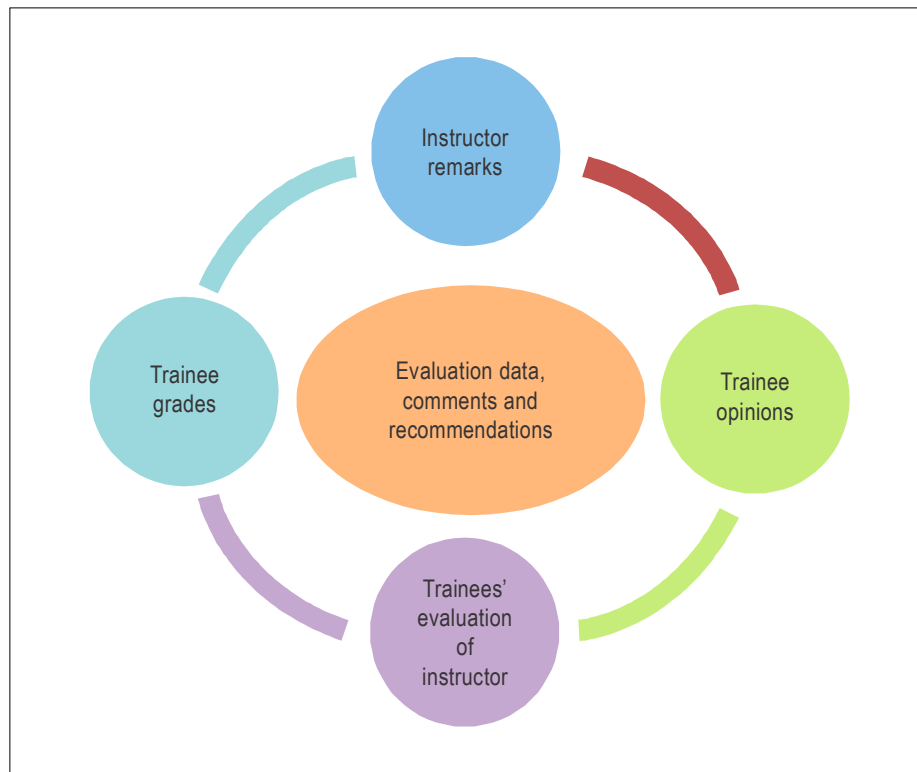 Instructor
remarks
Trainee
grades
Evaluation data,
comments and
recommendations
Trainee
opinions
Trainees’
evaluation
of
instructor